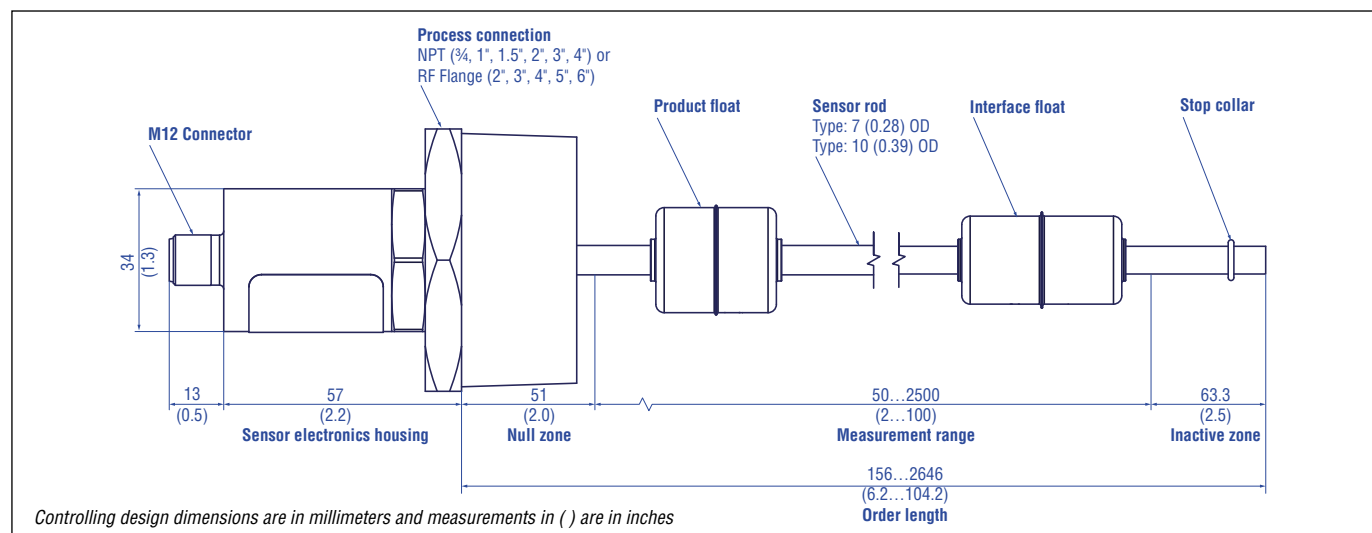 Process connection
NPT (¾, 1", 1.5", 2", 3", 4") or
RF Flange (2", 3", 4", 5", 6")
M12 Connector
Product float
Sensor rod
Type: 7 (0.28) OD
Type: 10 (0.39) OD
Interface float
Stop collar
34
(1.3)
13
(0.5)
57
(2.2)
Sensor electronics housing
51
(2.0)
Null zone
50…2500
(2…100)
Measurement range
63.3
(2.5)
Inactive zone
156…2646
(6.2…104.2)
Order length
Controlling design dimensions are in millimeters and measurements in ( ) are in inches